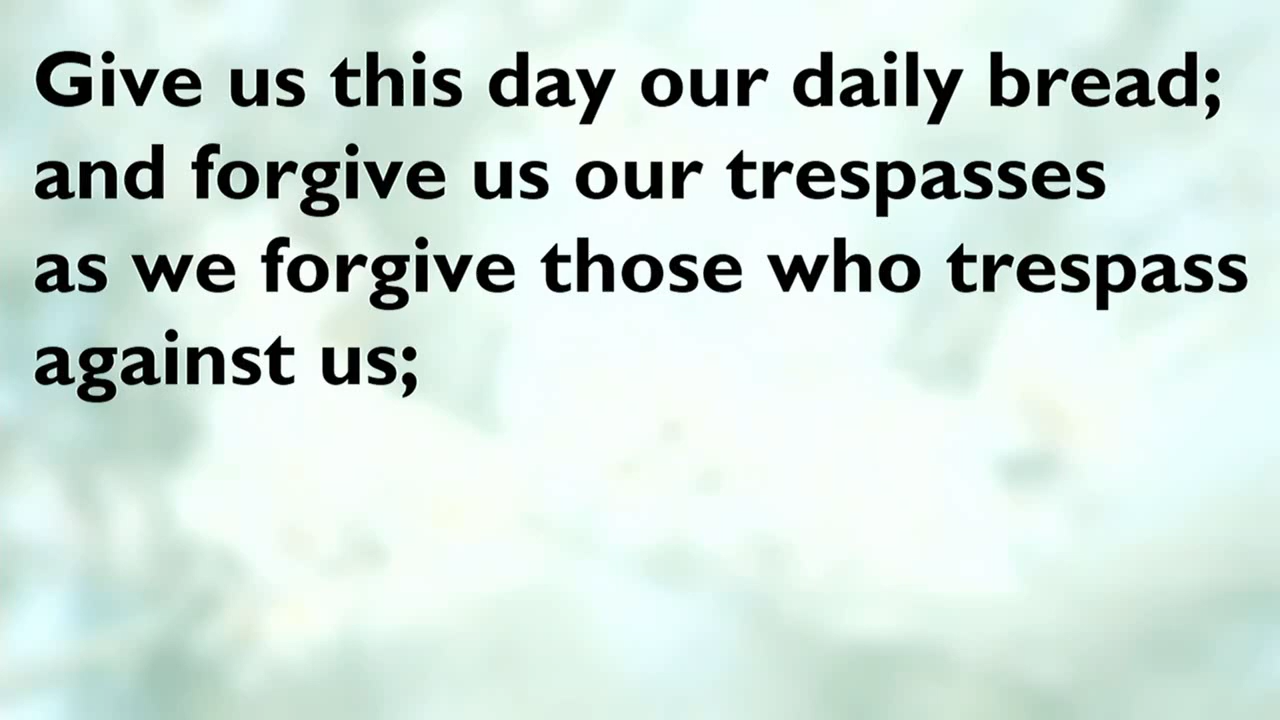 Give us this day our daily bread;
and forgive us our trespasses
as we forgive those who trespass
against us;